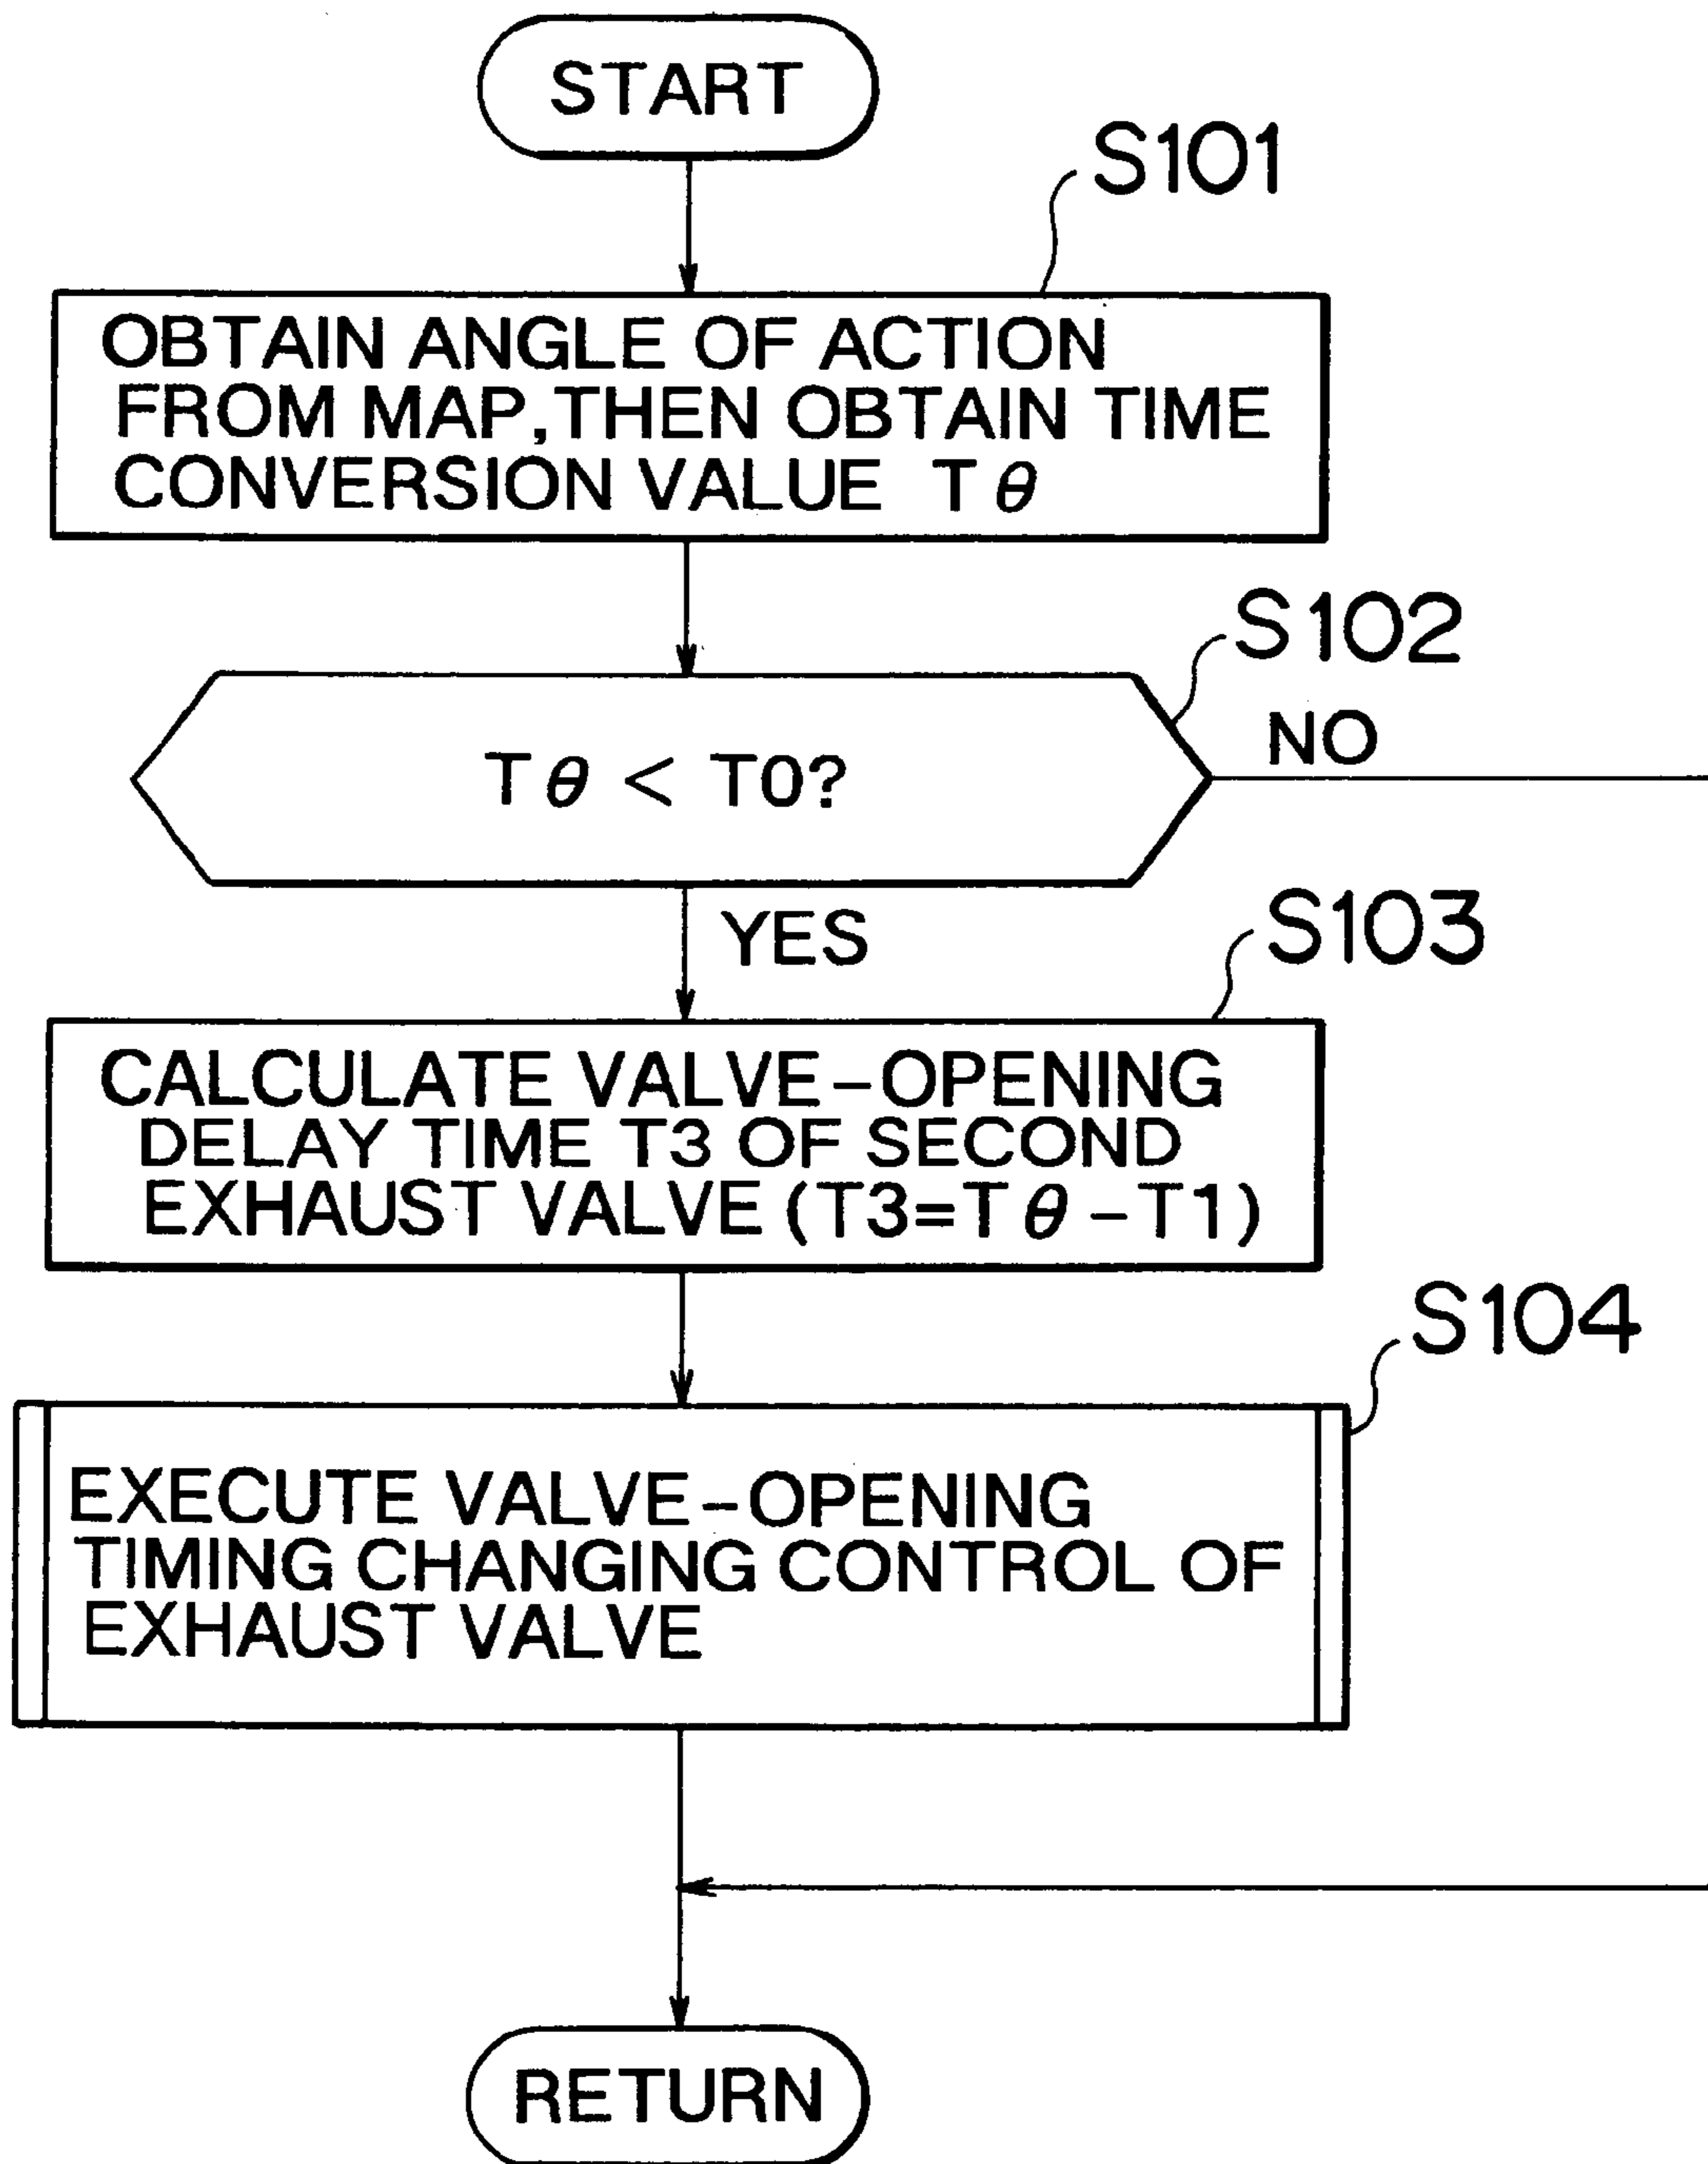 START
S101
OBTAIN ANGLE OF ACTION
FROM MAP, THEN OBTAIN TIME
CONVERSION VALUE Tθ
S102
Tθ < T0?
NO
YES
S103
CALCULATE VALVE-OPENING
DELAY TIME T3 OF SECOND
EXHAUST VALVE (T3=Tθ-T1)
S104
EXECUTE VALVE-OPENING
TIMING CHANGING CONTROL OF
EXHAUST VALVE
RETURN